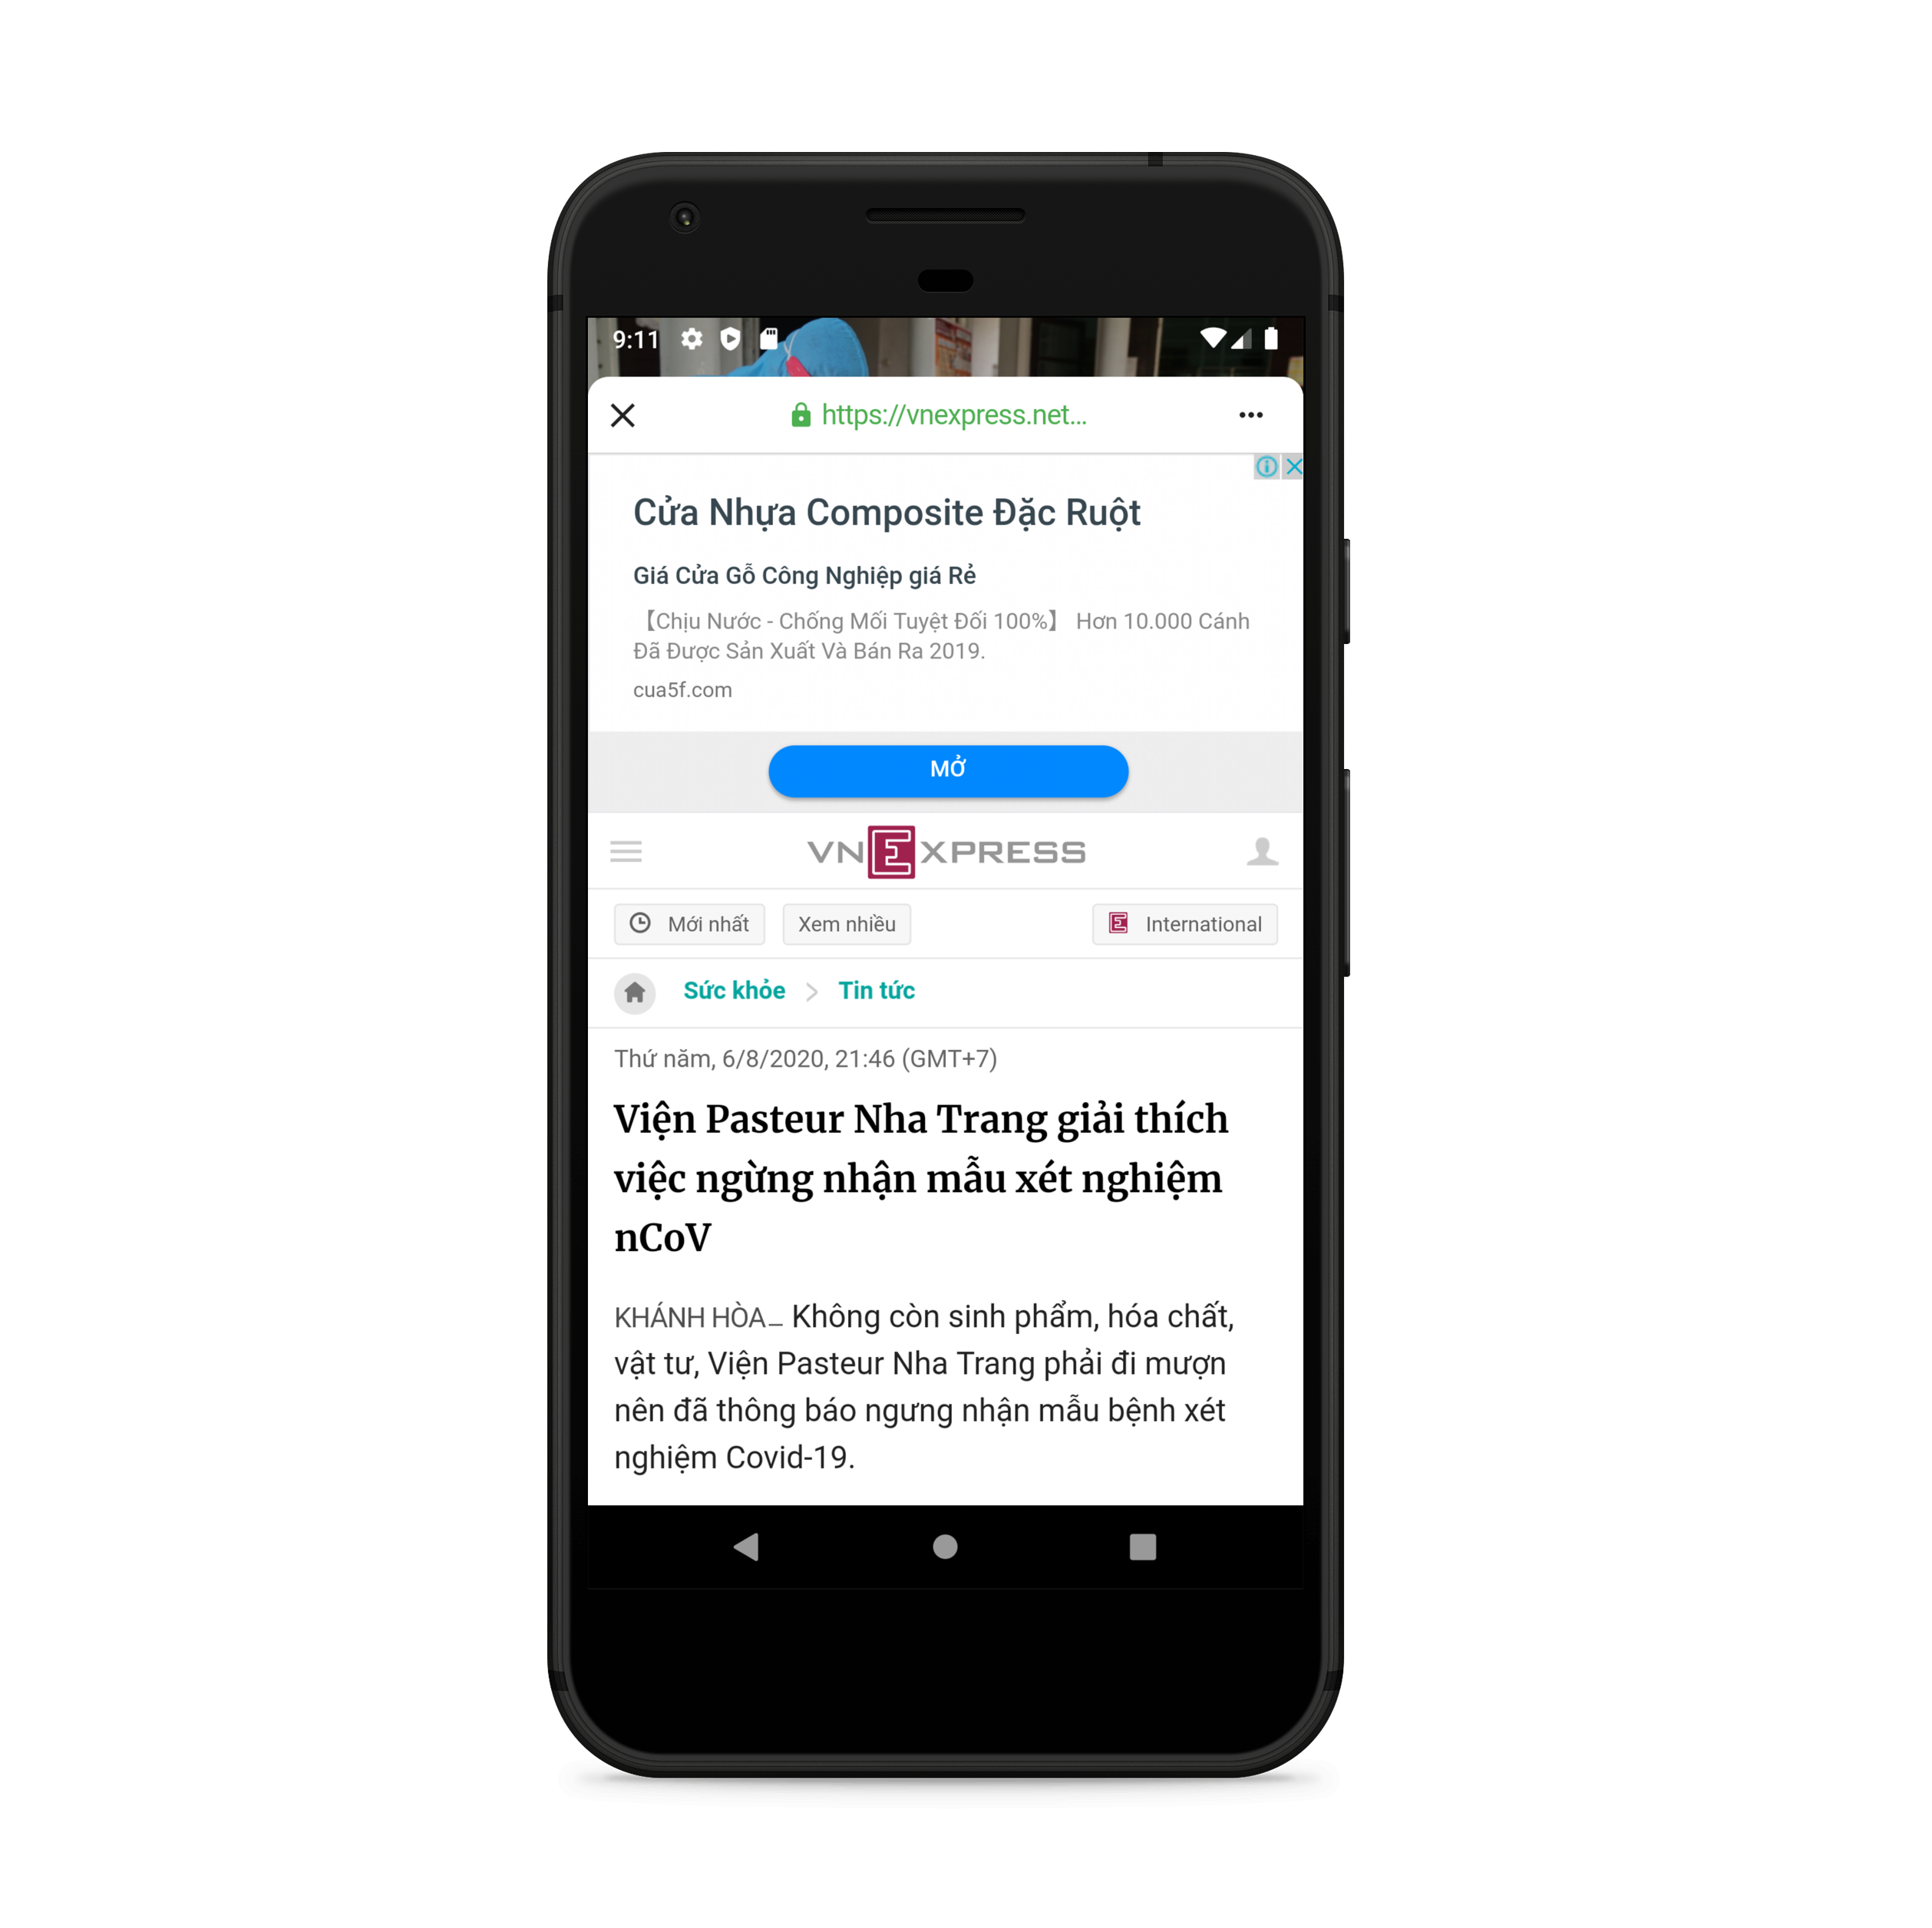 9:11
https://vnexpress.net...
Cửa Nhựa Composite Đặc Ruột
Giá Cửa Gỗ Công Nghiệp giá Rẻ
【Chịu Nước - Chống Mối Tuyệt Đối 100%】 Hơn 10.000 Cánh
Đã Được Sản Xuất Và Bán Ra 2019.
cua5f.com
MỞ
VNEXPRESS
Mới nhất Xem nhiều E International
Sức khỏe > Tin tức
Thứ năm, 6/8/2020, 21:46 (GMT+7)
Viện Pasteur Nha Trang giải thích
việc ngừng nhận mẫu xét nghiệm
nCoV
KHÁNH HÒA – Không còn sinh phẩm, hóa chất,
vật tư, Viện Pasteur Nha Trang phải đi mượn
nên đã thông báo ngưng nhận mẫu bệnh xét
nghiệm Covid-19.